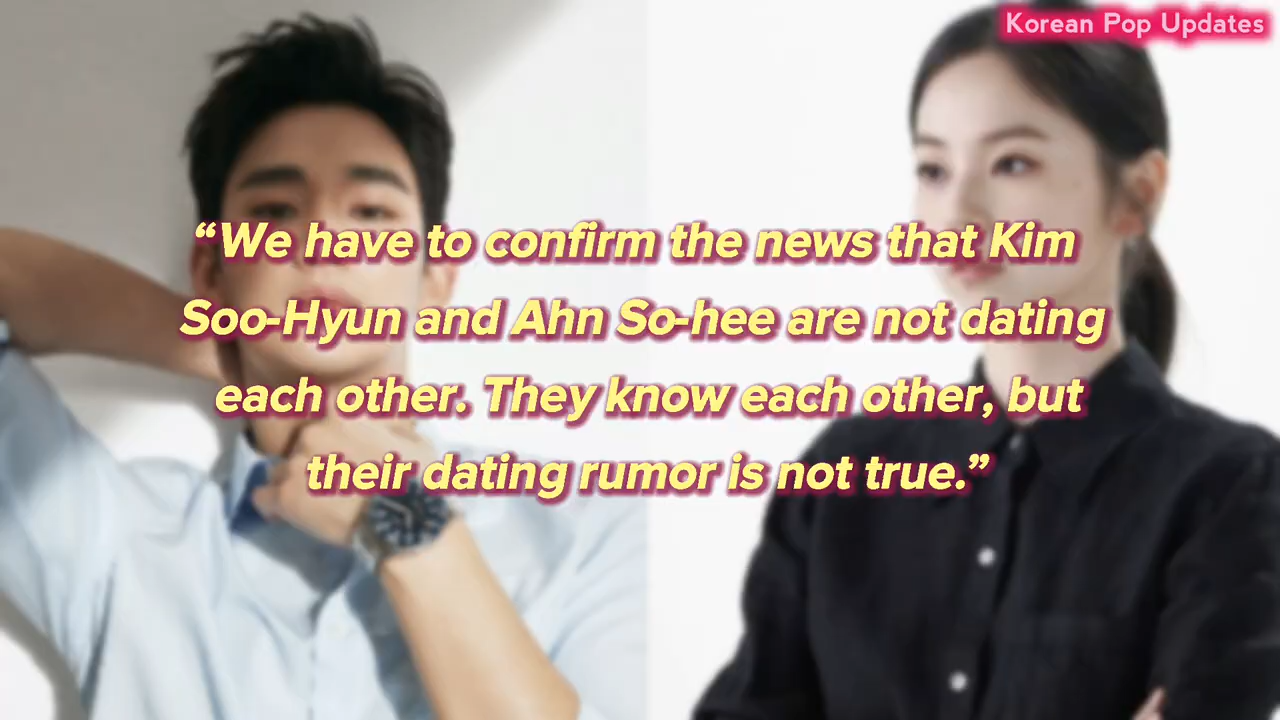 Korean Pop Updates
“We have to confirm the news that Kim
Soo-Hyun and Ahn So-hee are not dating
each other. They know each other, but
their dating rumor is not true.”